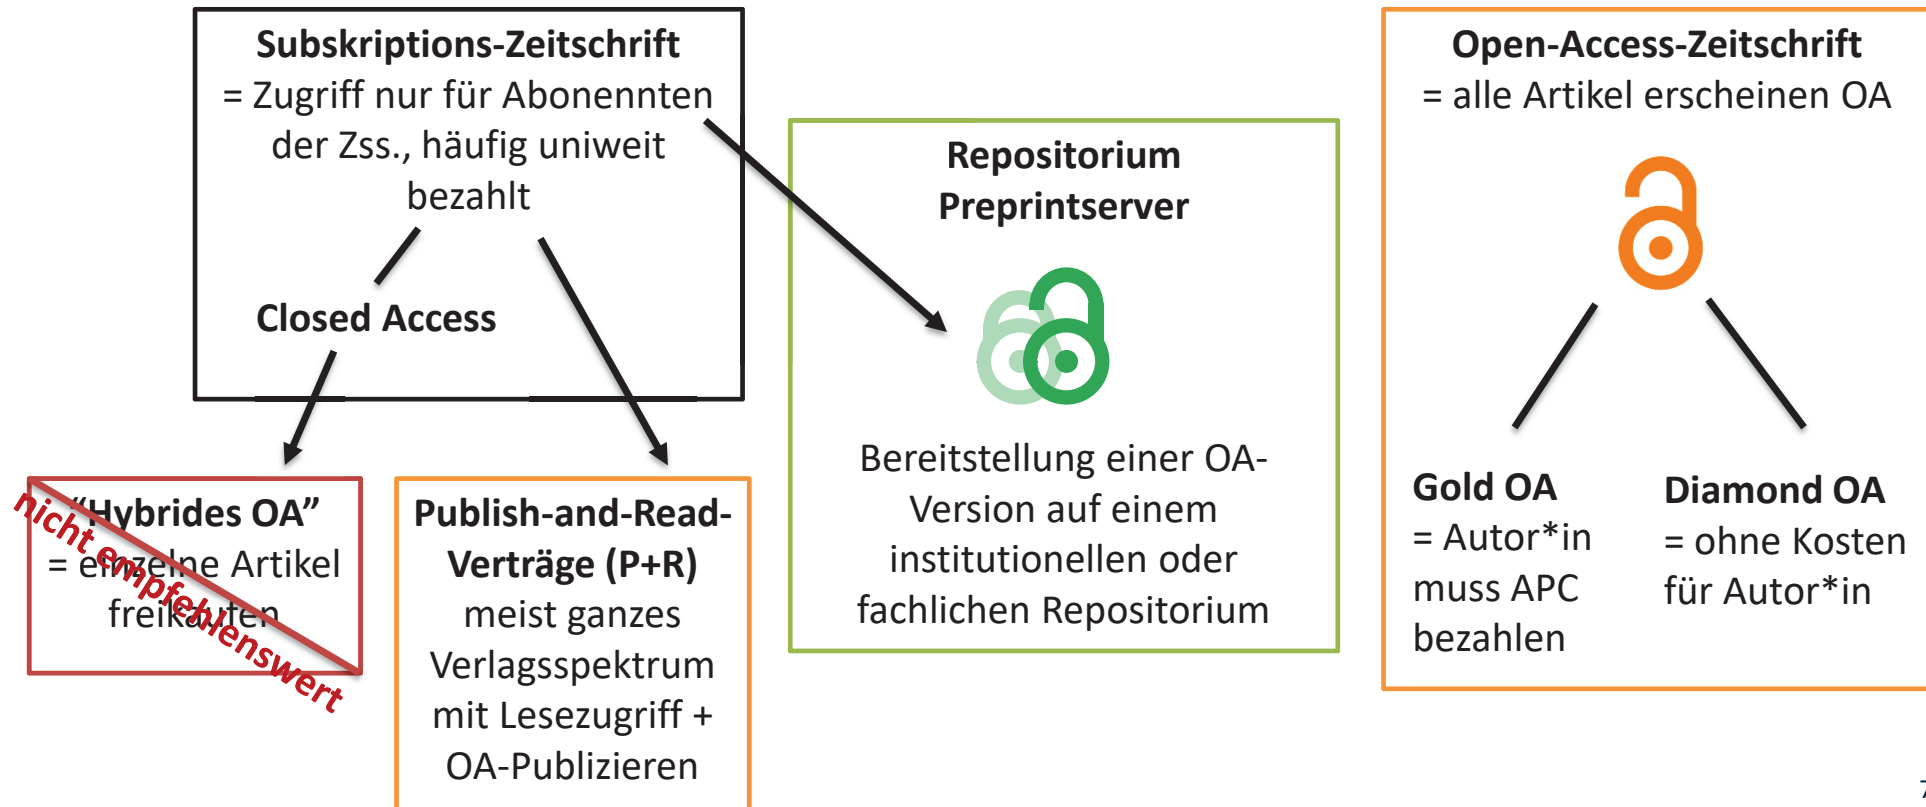 Subskriptions-Zeitschrift
= Zugriff nur für Abonennten
der Zss., häufig uniweit
bezahlt
Closed Access
"Hybrides OA"
= einzelne Artikel
freikaufen
nicht empfehlenswert
Publish-and-Read-
Verträge (P+R)
meist ganzes
Verlagsspektrum
mit Lesezugriff +
OA-Publizieren
Repositorium
Preprintserver
Bereitstellung einer OA-
Version auf einem
institutionellen oder
fachlichen Repositorium
Open-Access-Zeitschrift
= alle Artikel erscheinen OA
Gold OA
= Autor*in
muss APC
bezahlen
Diamond OA
= ohne Kosten
für Autor*in
7